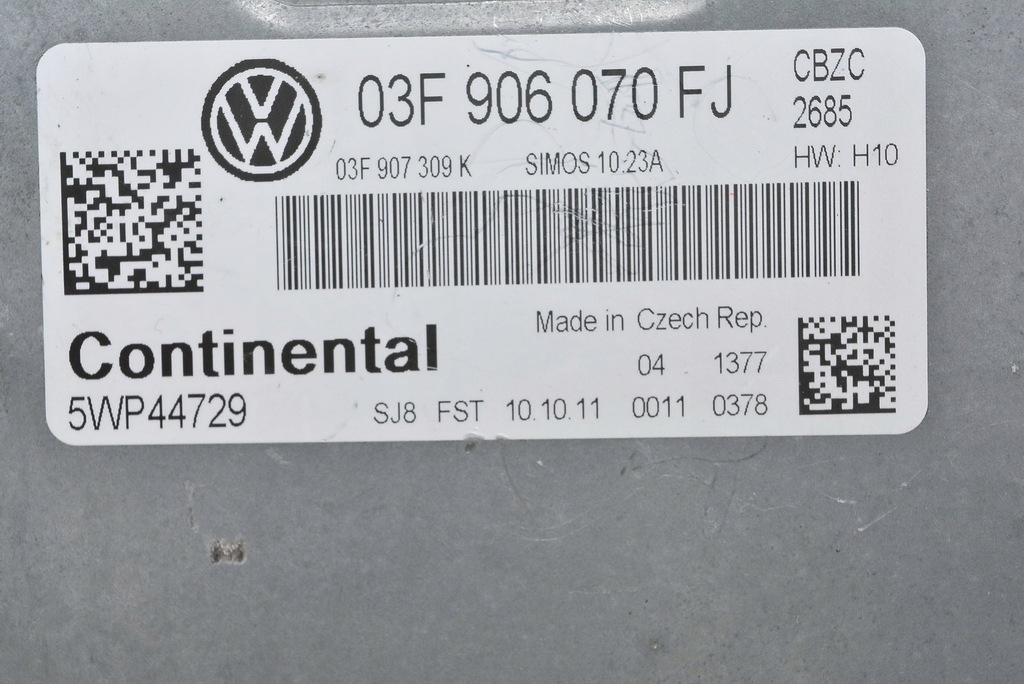 03F 906 070 FJ
CBZC
2685
03F 907 309 K SIMOS 10.23A
HW: H10
Made in Czech Rep.
Continental
04 1377
5WP44729
SJ8 FST 10.10.11 0011 0378